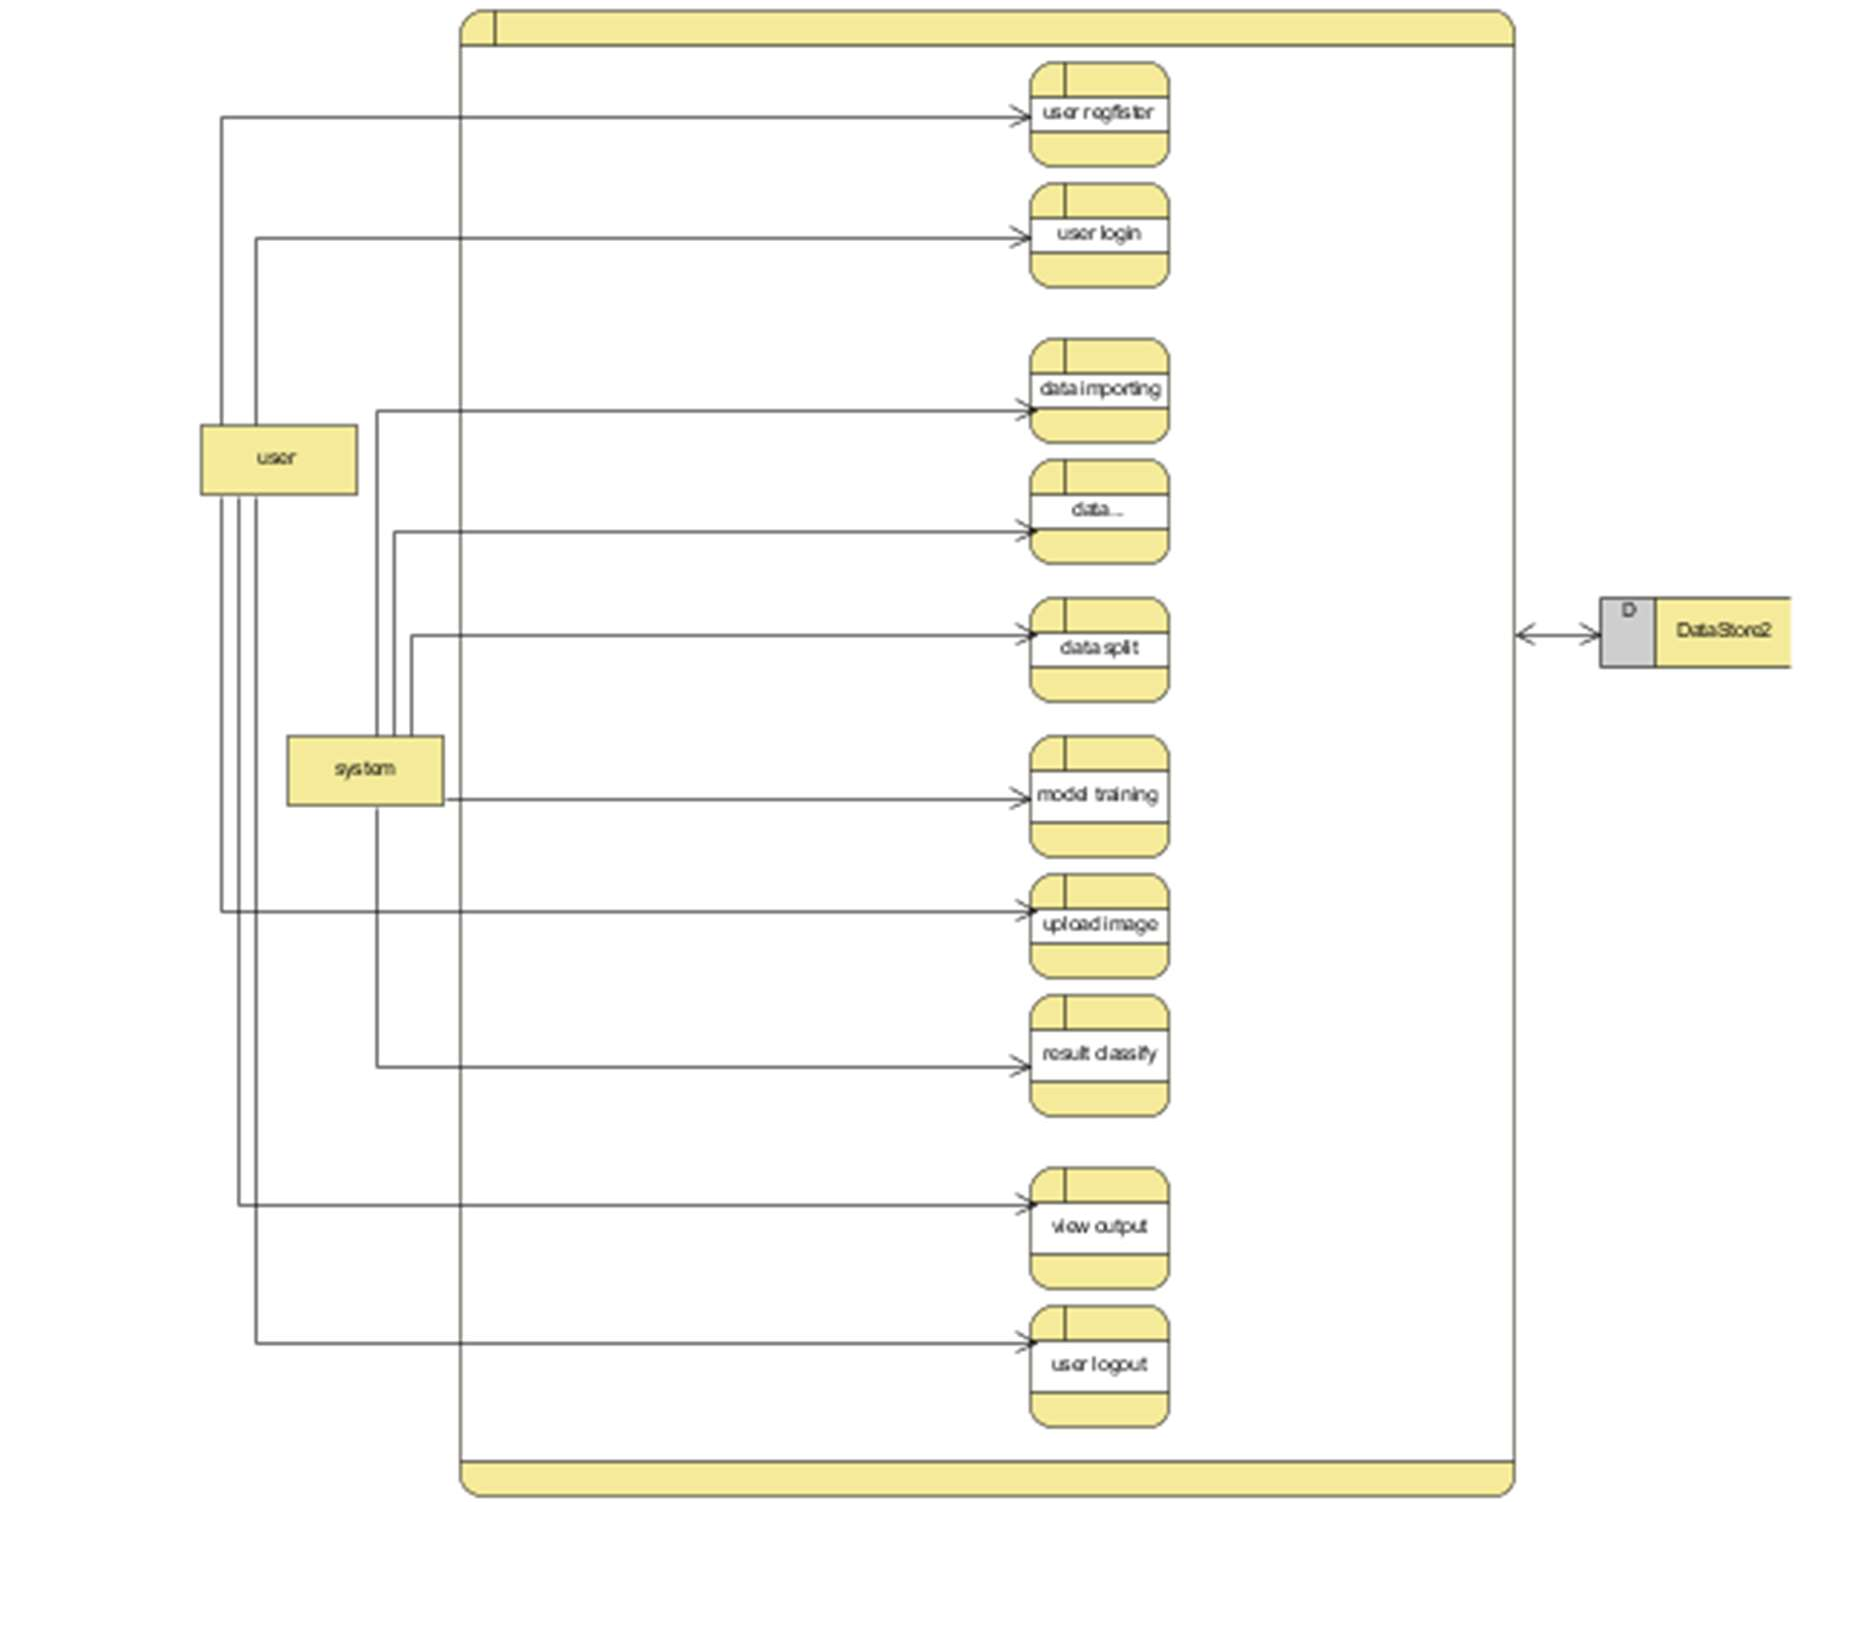 user regfister
user login
data importing
user
data...
D
DataStore2
data split
system
model training
upload image
result classify
view output
user logout